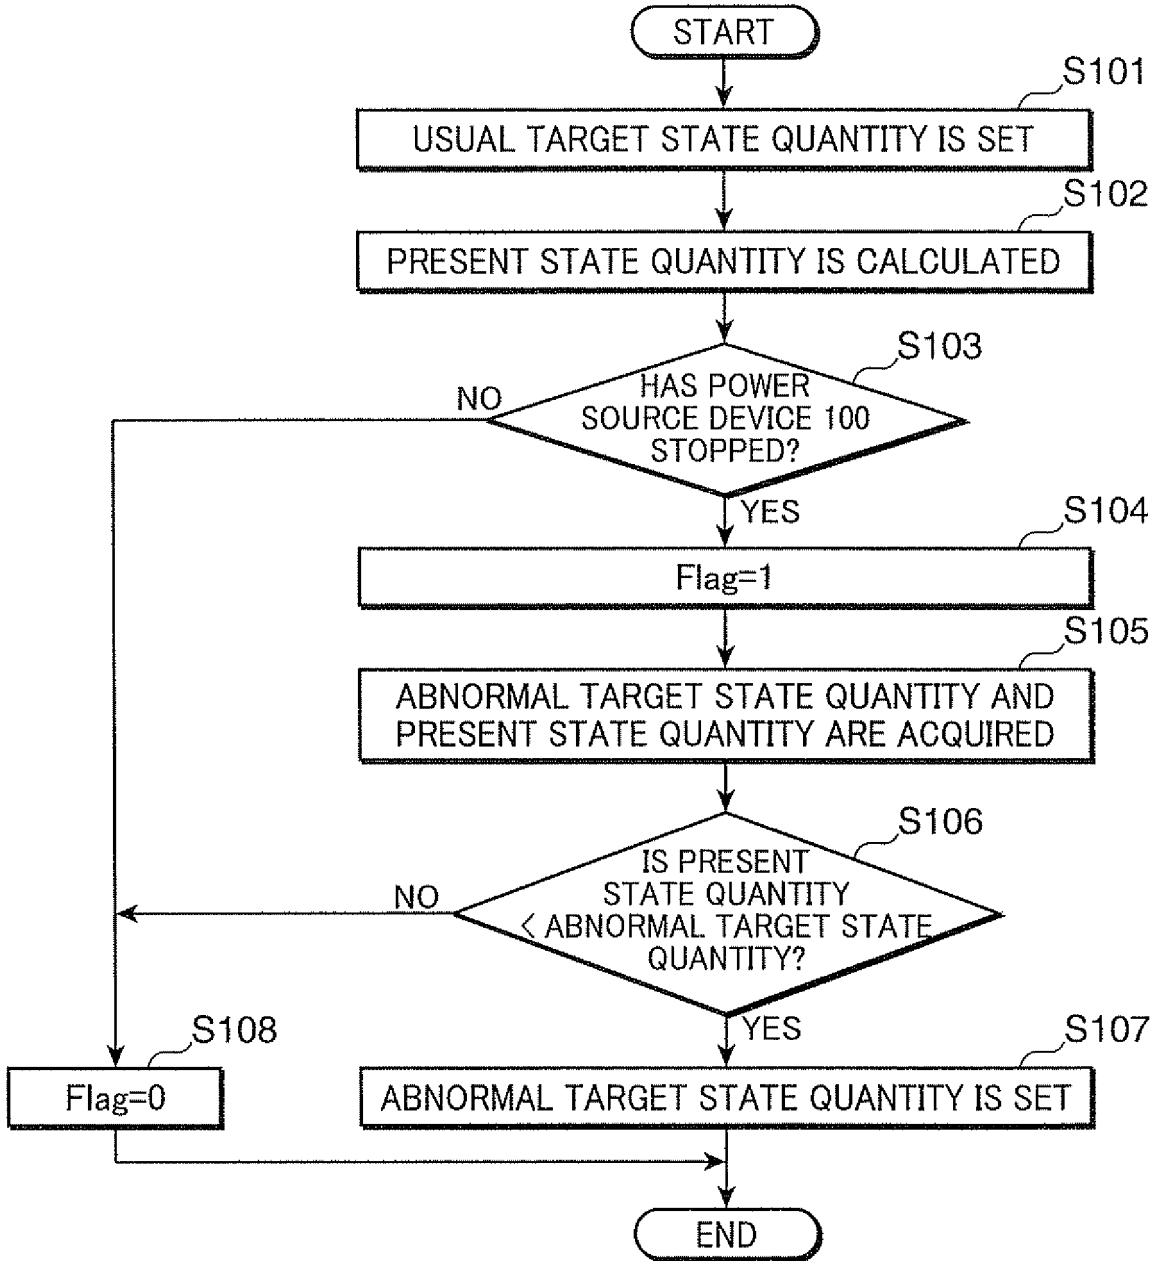 START
S101
USUAL TARGET STATE QUANTITY IS SET
S102
PRESENT STATE QUANTITY IS CALCULATED
S103
HAS POWER
SOURCE DEVICE 100
STOPPED?
NO
YES
S104
Flag=1
S105
ABNORMAL TARGET STATE QUANTITY AND
PRESENT STATE QUANTITY ARE ACQUIRED
S106
IS PRESENT
STATE QUANTITY
< ABNORMAL TARGET STATE
QUANTITY?
NO
YES
S108
Flag=0
S107
ABNORMAL TARGET STATE QUANTITY IS SET
END